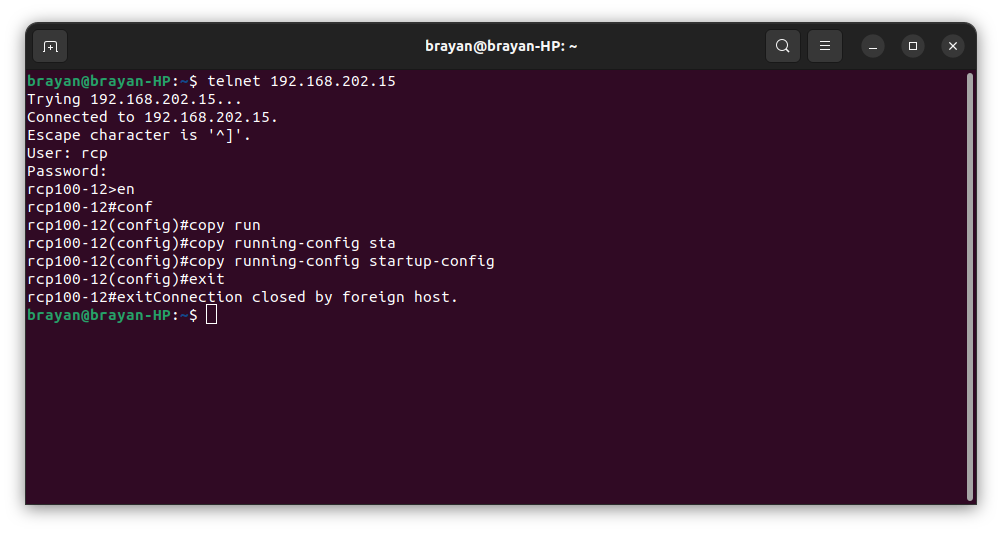 brayan@brayan-HP: ~
brayan@brayan-HP:~$ telnet 192.168.202.15
Trying 192.168.202.15...
Connected to 192.168.202.15.
Escape character is '^]'.
User: rcp
Password:
rcp100-12>en
rcp100-12#conf
rcp100-12(config)#copy run
rcp100-12(config)#copy running-config sta
rcp100-12(config)#copy running-config startup-config
rcp100-12(config)#exit
rcp100-12#exitConnection closed by foreign host.
brayan@brayan-HP:~$